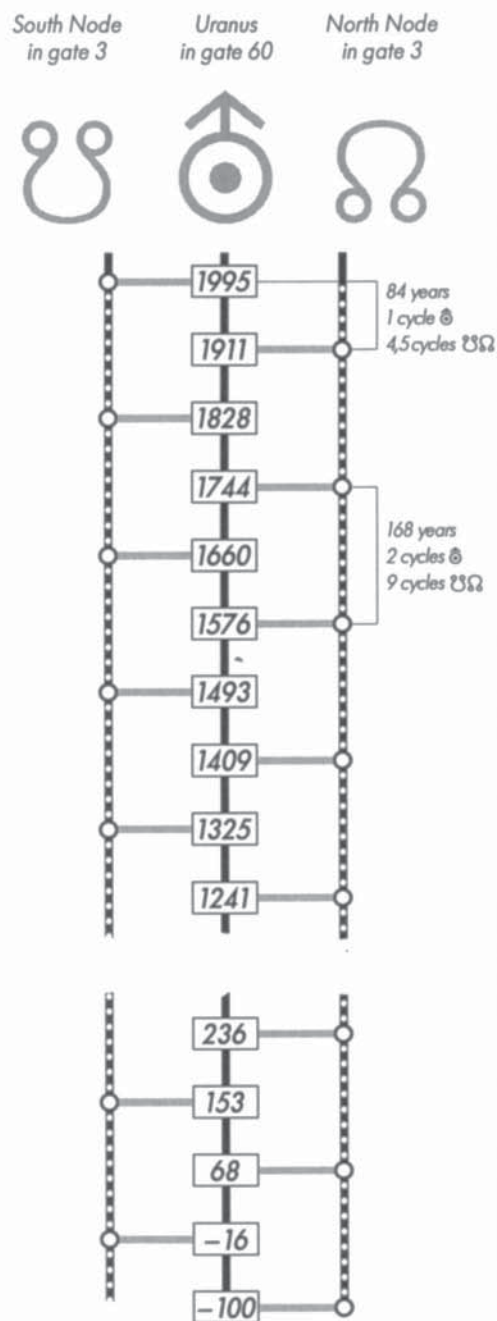 South Node
in gate 3
Uranus
in gate 60
North Node
in gate 3
1995
84 years
1 cycle ⛢
4,5 cycles ☋☊
1911
1828
1744
168 years
2 cycles ⛢
9 cycles ☋☊
1660
1576
1493
1409
1325
1241
236
153
68
–16
–100